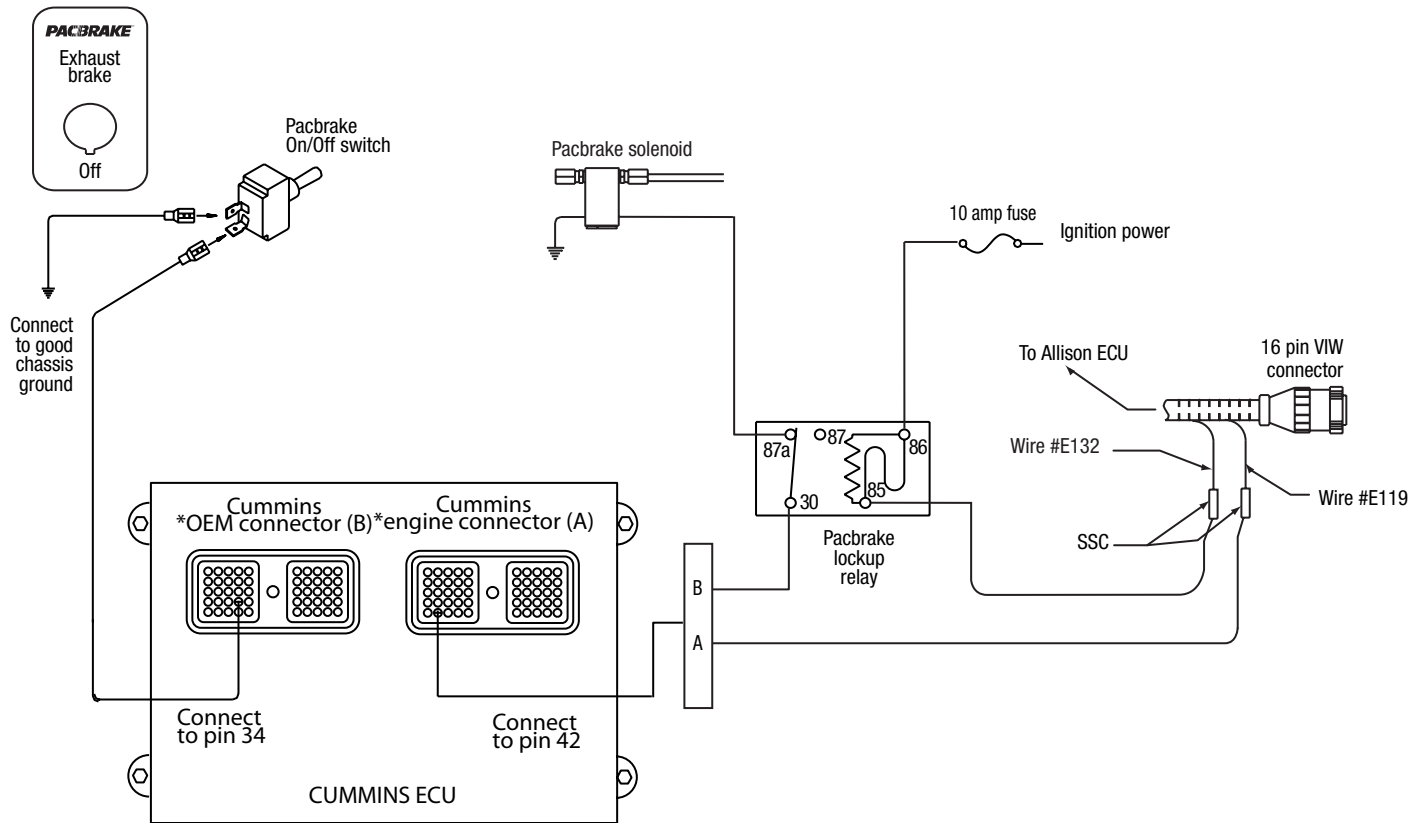 PACBRAKE
Exhaust
brake
Off
Pacbrake
On/Off switch
Connect
to good
chassis
ground
Pacbrake solenoid
10 amp fuse
Ignition power
To Allison ECU
16 pin VIW
connector
Wire #E132
Wire #E119
SSC
87a
87
86
85
30
Pacbrake
lockup
relay
B
A
Cummins
*OEM connector (B)
Cummins
*engine connector (A)
Connect
to pin 34
Connect
to pin 42
CUMMINS ECU